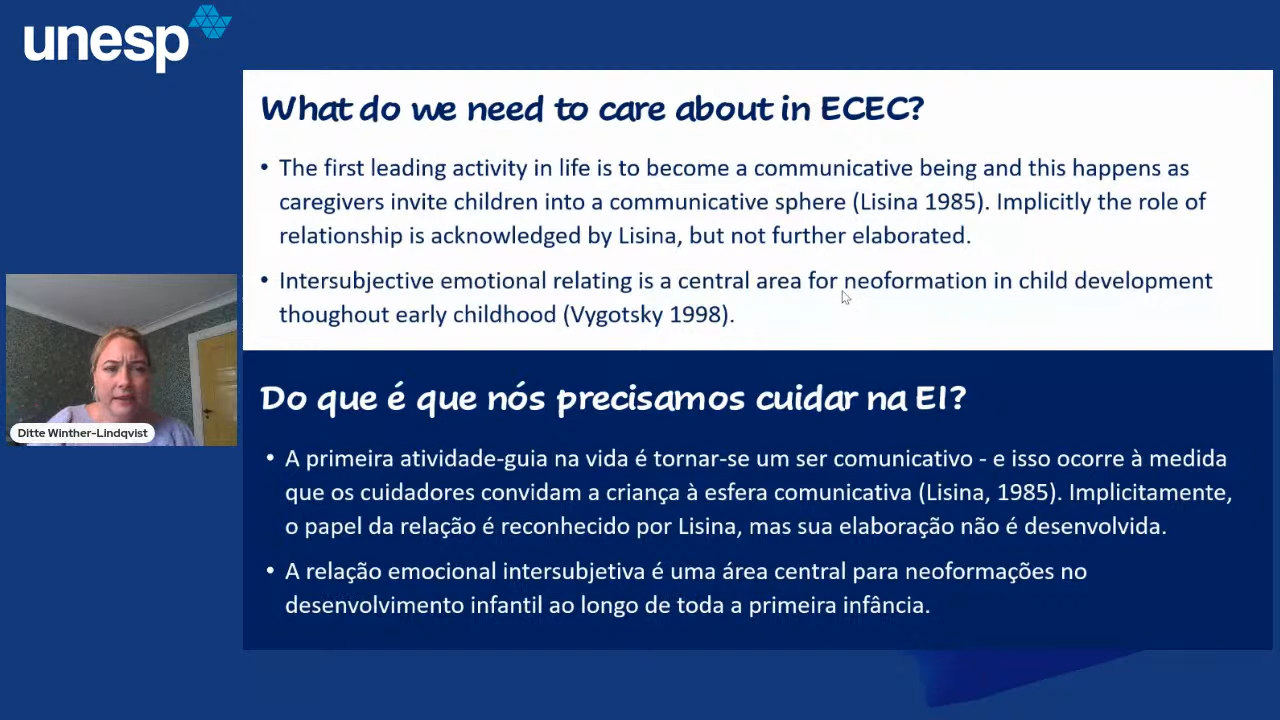 unesp
What do we need to care about in ECEC?
• The first leading activity in life is to become a communicative being and this happens as
caregivers invite children into a communicative sphere (Lisina 1985). Implicitly the role of
relationship is acknowledged by Lisina, but not further elaborated.
• Intersubjective emotional relating is a central area for neoformation in child development
thoughout early childhood (Vygotsky 1998).
Ditte Winther-Lindqvist
Do que é que nós precisamos cuidar na EI?
• A primeira atividade-guia na vida é tornar-se um ser comunicativo - e isso ocorre à medida
que os cuidadores convidam a criança à esfera comunicativa (Lisina, 1985). Implicitamente,
o papel da relação é reconhecido por Lisina, mas sua elaboração não é desenvolvida.
• A relação emocional intersubjetiva é uma área central para neoformações no
desenvolvimento infantil ao longo de toda a primeira infância.